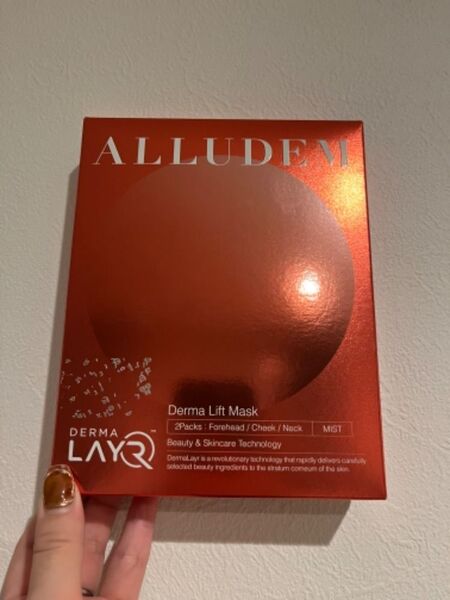 ALLUDEM
Derma Lift Mask
2Packs : Forehead / Cheek / Neck MIST
Beauty & Skincare Technology
DermaLayr is a revolutionary technology that rapidly delivers carefully
selected beauty ingredients to the stratum corneum of the skin.
DERMA
LAYR™